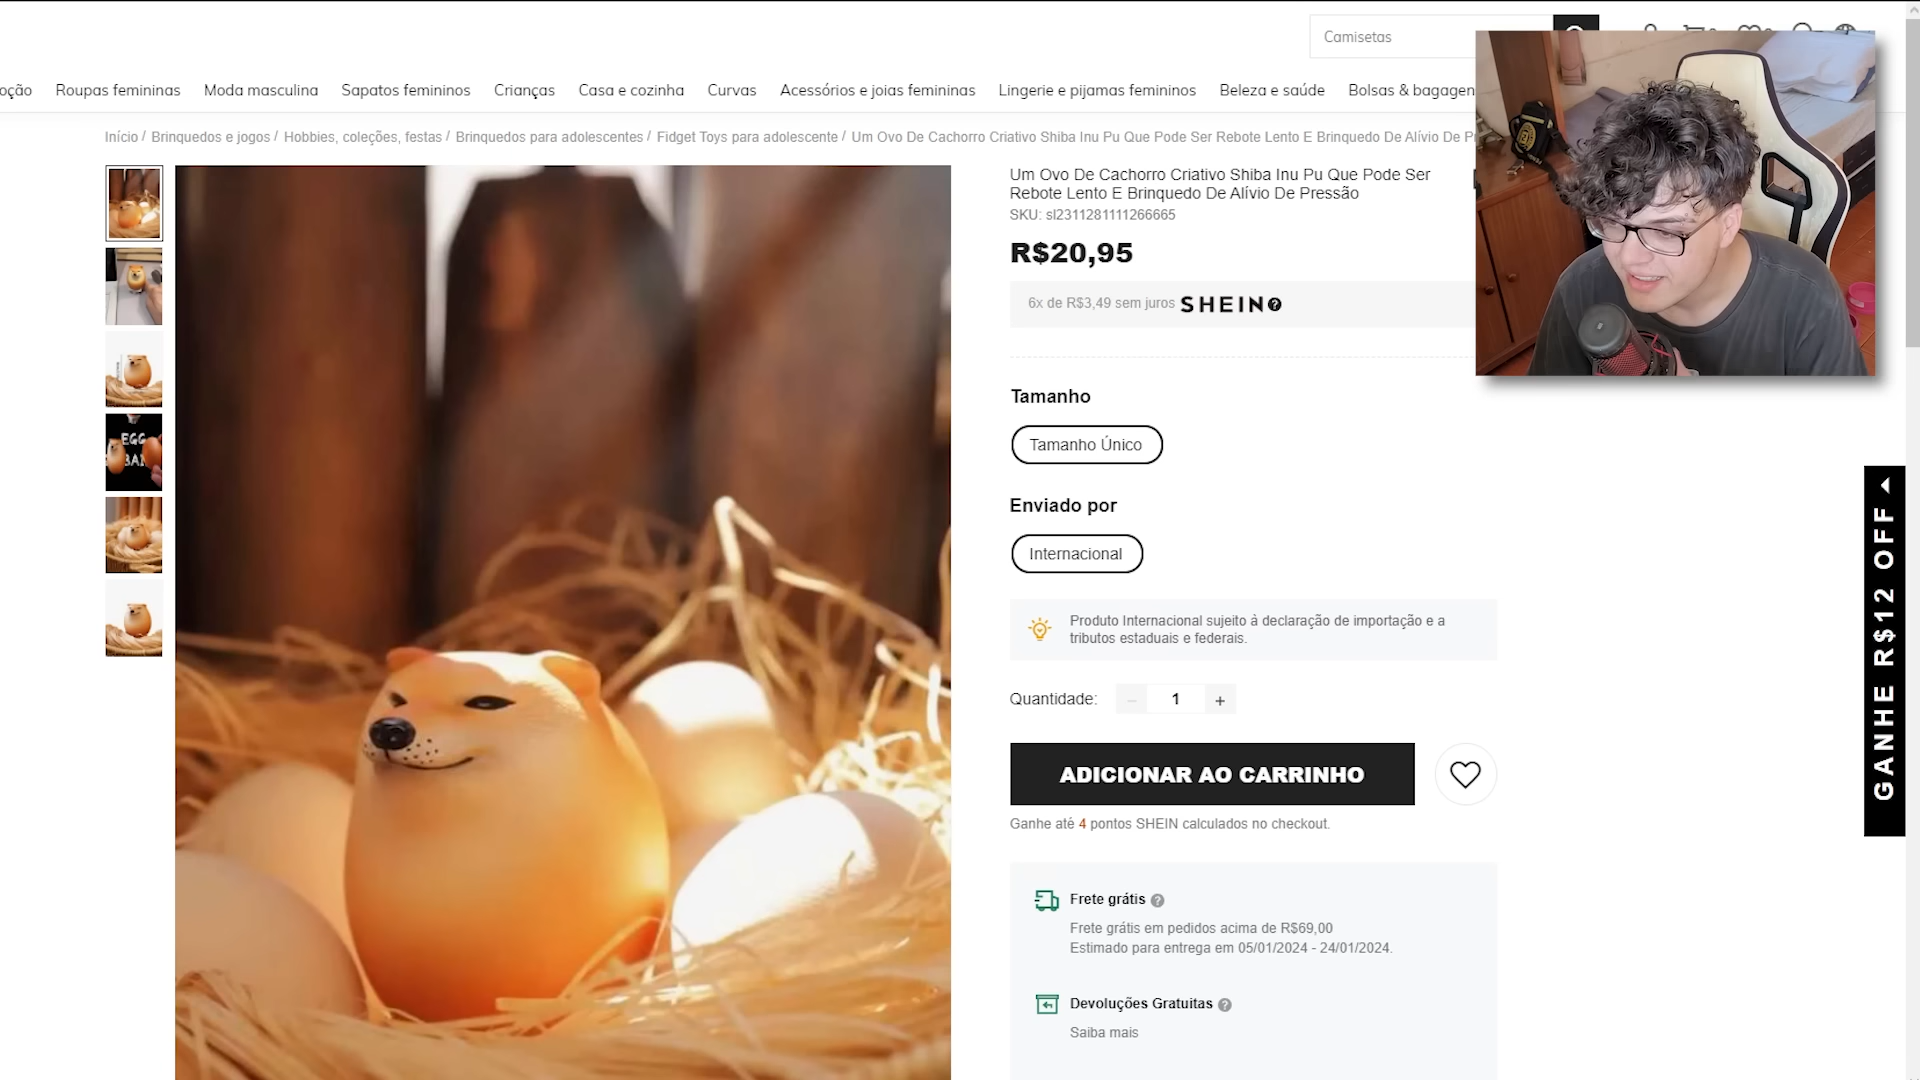 Camisetas
oção Roupas femininas Moda masculina Sapatos femininos Crianças Casa e cozinha Curvas Acessórios e joias femininas Lingerie e pijamas femininos Beleza e saúde Bolsas & bagagen
Início / Brinquedos e jogos / Hobbies, coleções, festas / Brinquedos para adolescentes / Fidget Toys para adolescente / Um Ovo De Cachorro Criativo Shiba Inu Pu Que Pode Ser Rebote Lento E Brinquedo De Alívio De P
Um Ovo De Cachorro Criativo Shiba Inu Pu Que Pode Ser
Rebote Lento E Brinquedo De Alívio De Pressão
SKU: sl2311281111266665
R$20,95
6x de R$3,49 sem juros SHEIN ?
Tamanho
Tamanho Único
Enviado por
Internacional
Produto Internacional sujeito à declaração de importação e a
tributos estaduais e federais.
Quantidade: − 1 +
ADICIONAR AO CARRINHO
Ganhe até 4 pontos SHEIN calculados no checkout.
Frete grátis ?
Frete grátis em pedidos acima de R$69,00
Estimado para entrega em 05/01/2024 - 24/01/2024.
Devoluções Gratuitas ?
Saiba mais
GANHE R$12 OFF
EGG